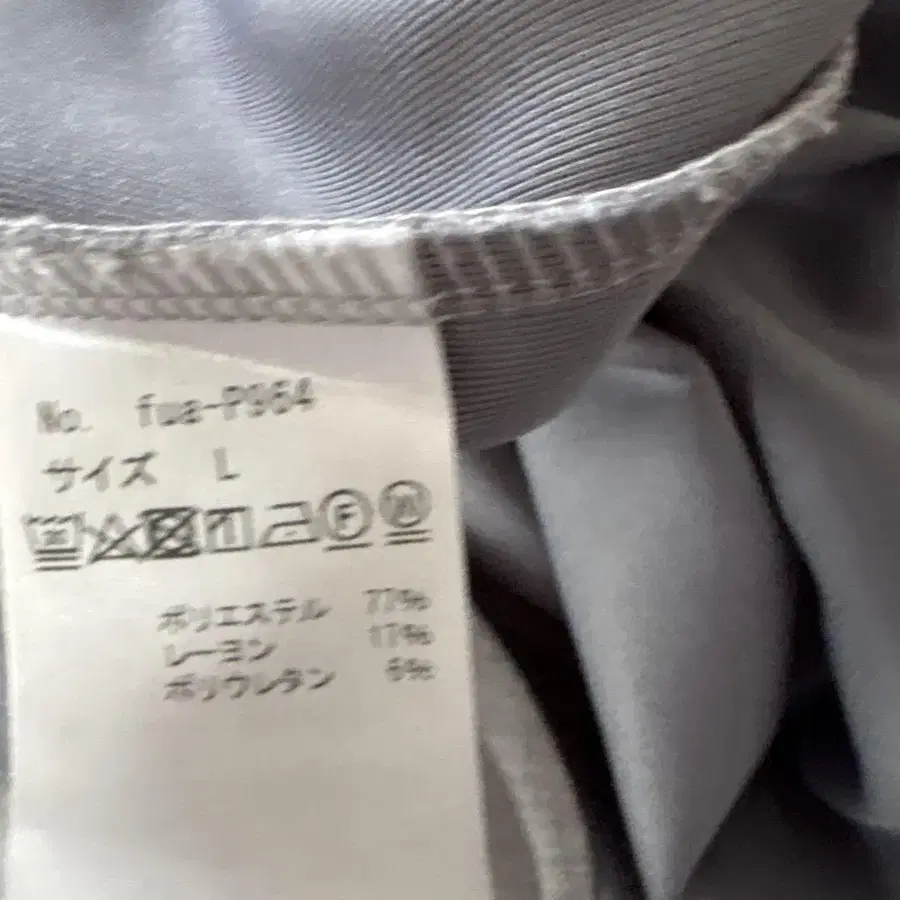 No. fua-P964
サイズ L
F W
ポリエステル 77%
レーヨン 17%
ポリウレタン 6%